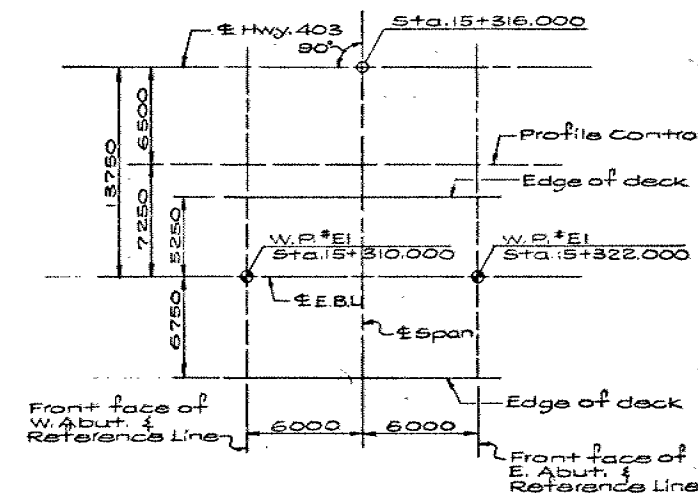 ℄ Hwy. 403
Sta. 15+316.000
90°
6500
13750
Profile Contro
Edge of deck
7250
5250
W.P. #E1
Sta. 15+310.000
W.P. #E1
Sta. 15+322.000
℄ E.B.L
℄ Span
6750
Edge of deck
Front face of
W. Abut. &
Reference Line
6000
6000
Front face of
E. Abut. &
Reference Line